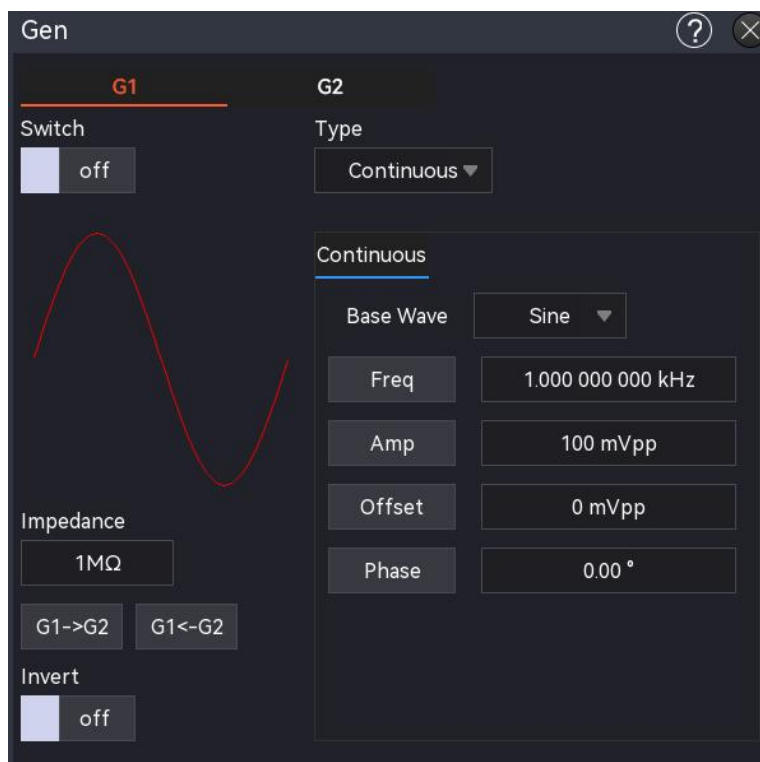 Gen
?
G1 G2
Switch
off
Type
Continuous
Continuous
Base Wave Sine
Freq 1.000 000 000 kHz
Amp 100 mVpp
Offset 0 mVpp
Phase 0.00 °
Impedance
1MΩ
G1->G2 G1<-G2
Invert
off